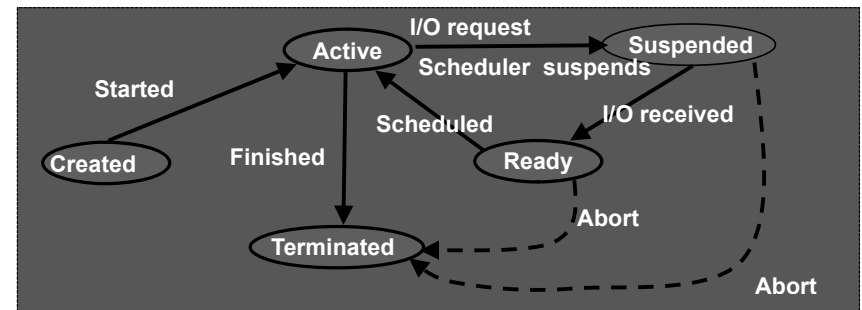 I/O request
Active
Suspended
Scheduler suspends
Started
I/O received
Scheduled
Created
Finished
Ready
Abort
Terminated
Abort